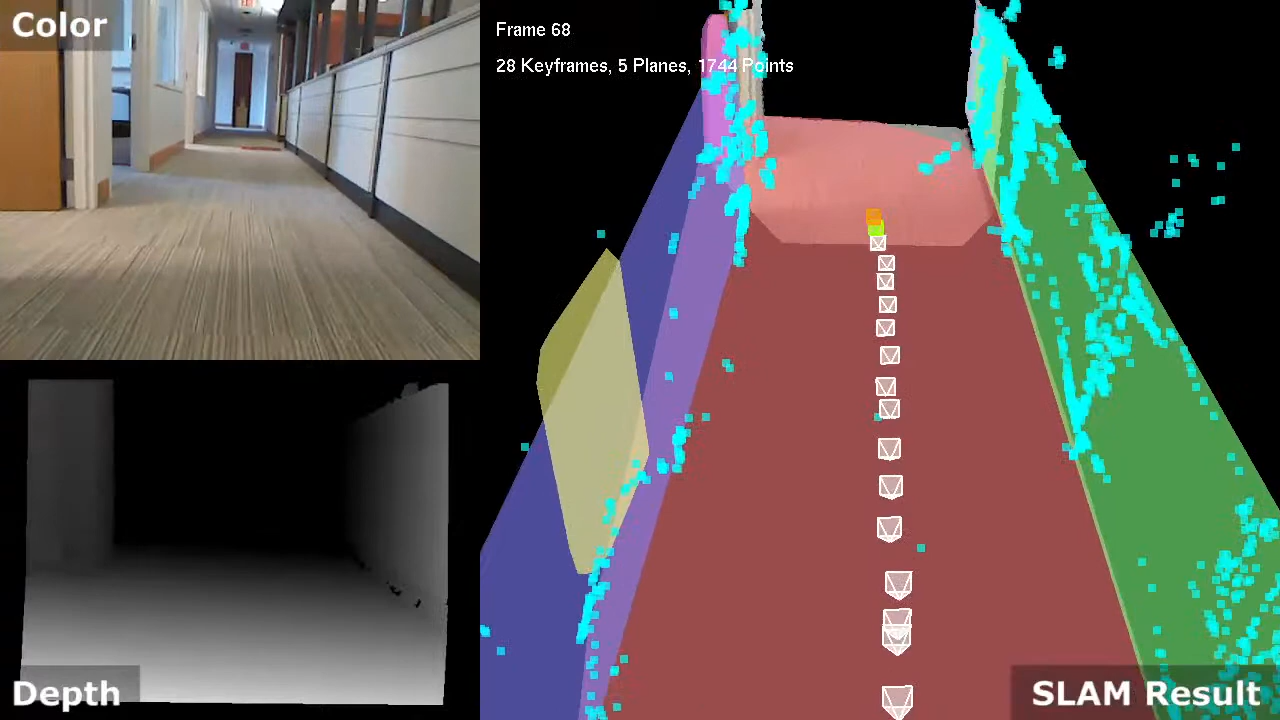 Color
Frame 68
28 Keyframes, 5 Planes, 1744 Points
Depth
SLAM Result